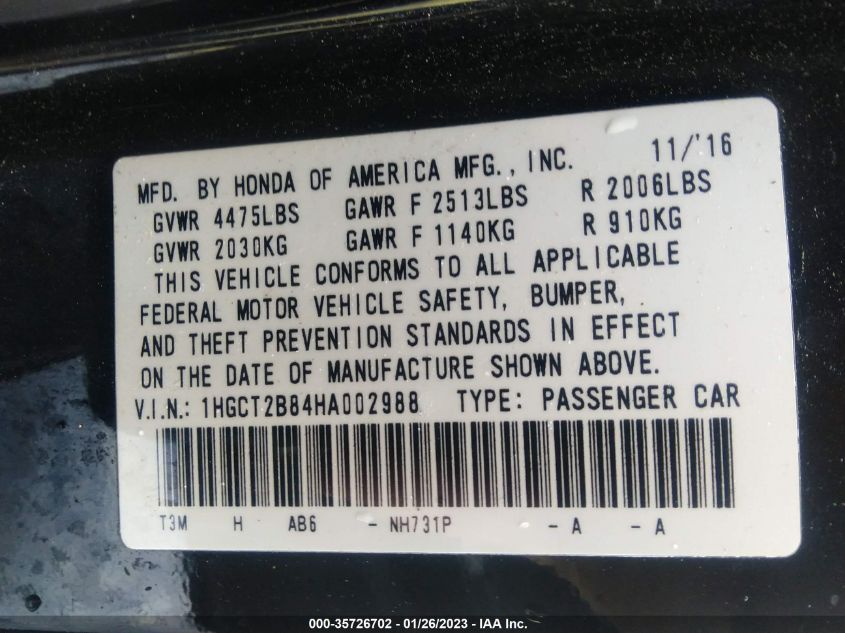 MFD. BY HONDA OF AMERICA MFG., INC. 11/'16
GVWR 4475LBS GAWR F 2513LBS R 2006LBS
GVWR 2030KG GAWR F 1140KG R 910KG
THIS VEHICLE CONFORMS TO ALL APPLICABLE
FEDERAL MOTOR VEHICLE SAFETY, BUMPER,
AND THEFT PREVENTION STANDARDS IN EFFECT
ON THE DATE OF MANUFACTURE SHOWN ABOVE.
V.I.N.: 1HGCT2B84HA002988 TYPE: PASSENGER CAR
T3M H AB6 - NH731P - A - A
000-35726702 - 01/26/2023 - IAA Inc.